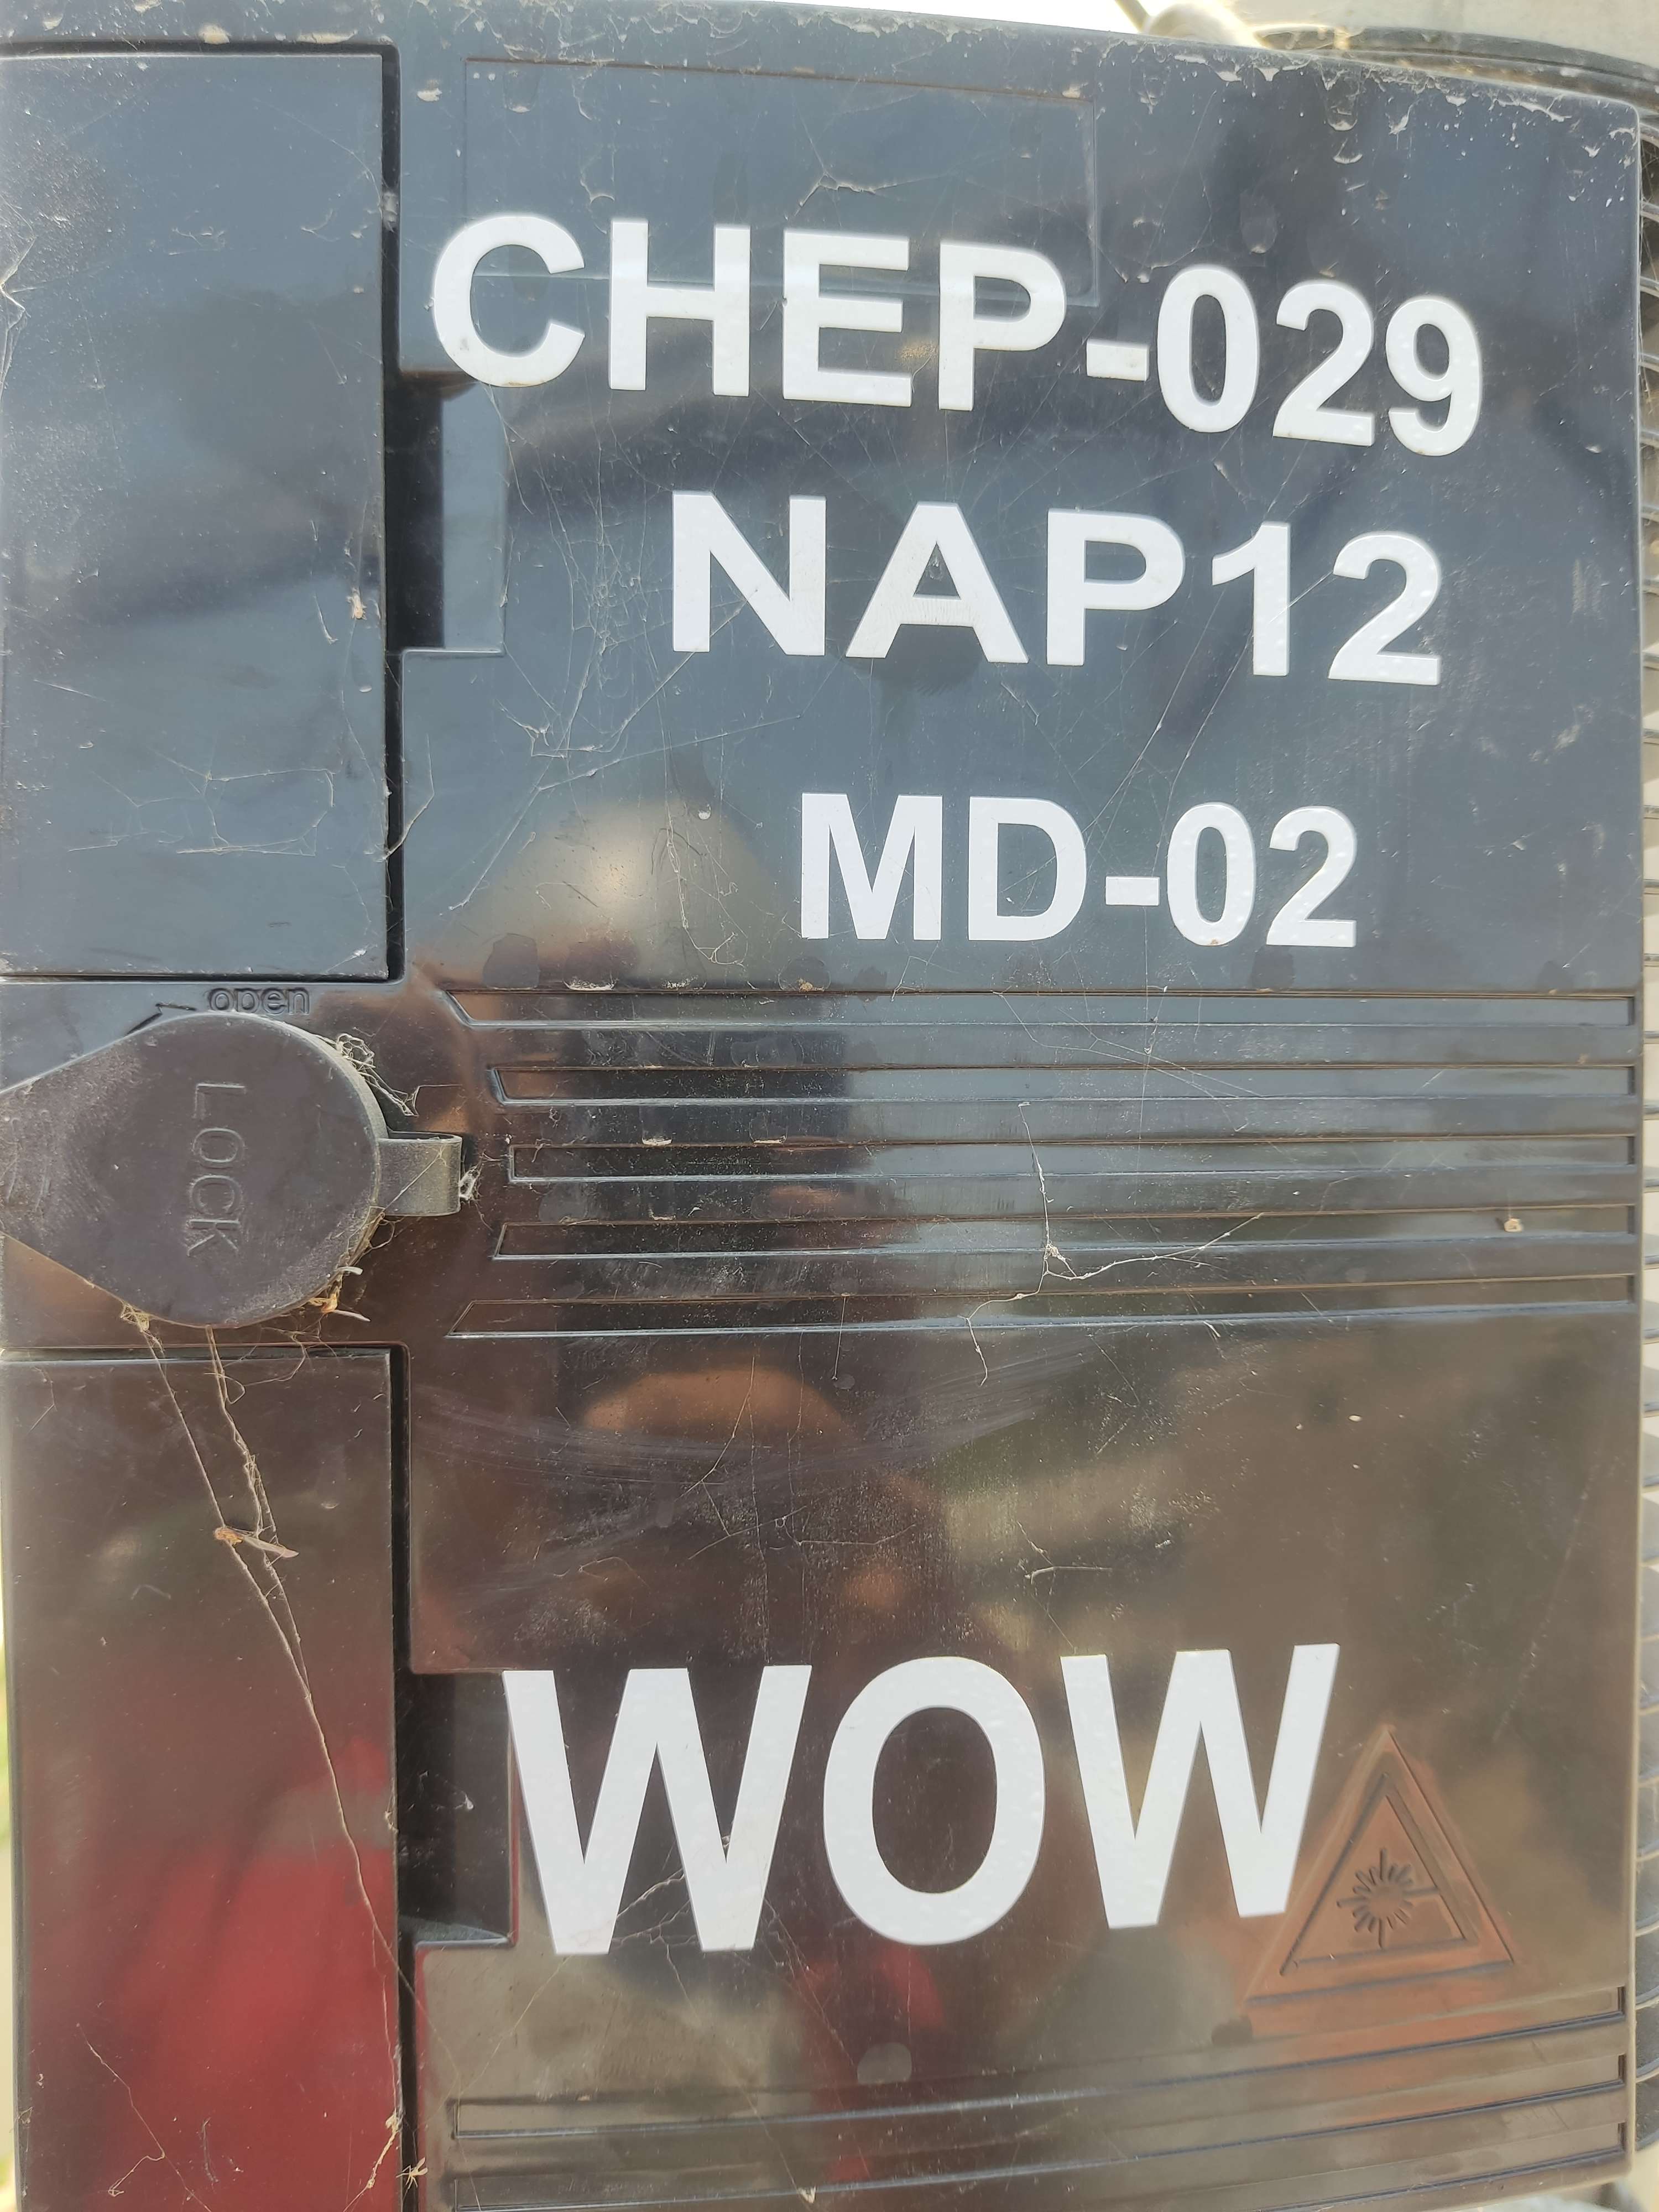 CHEP-029
NAP12
MD-02
open
LOCK
WOW